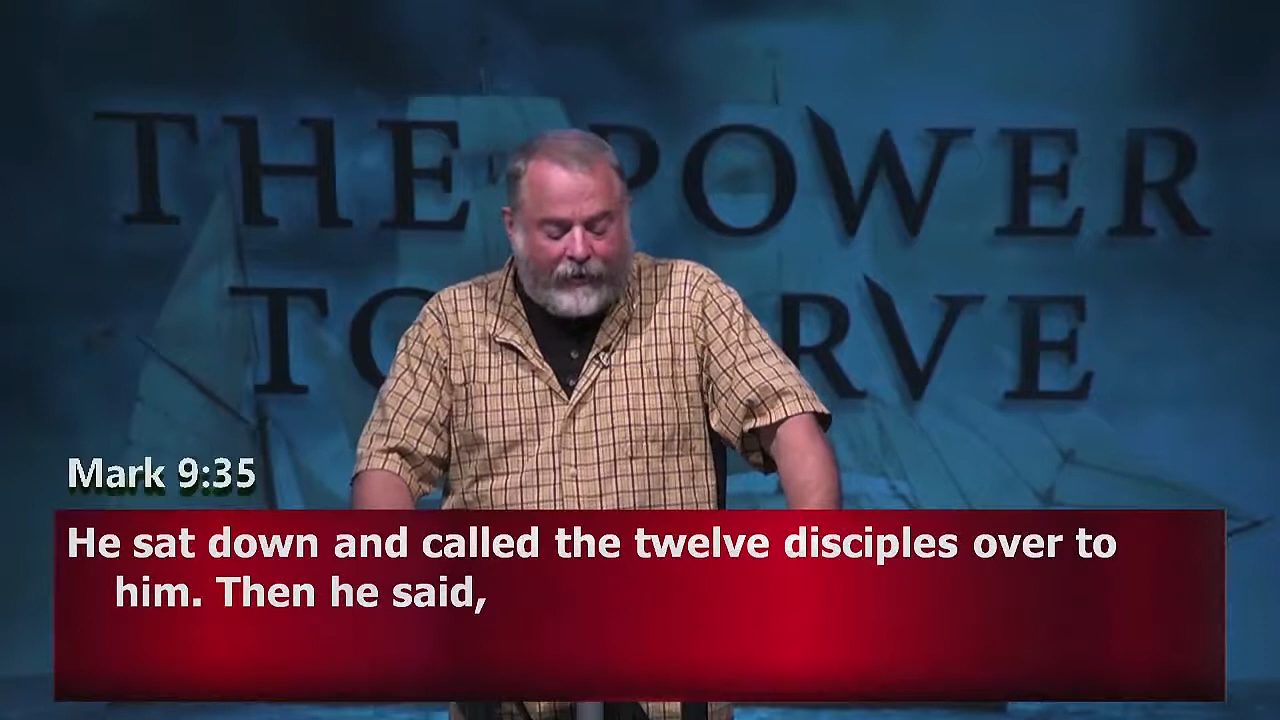 THE POWER
TO ERVE
Mark 9:35
He sat down and called the twelve disciples over to
him. Then he said,